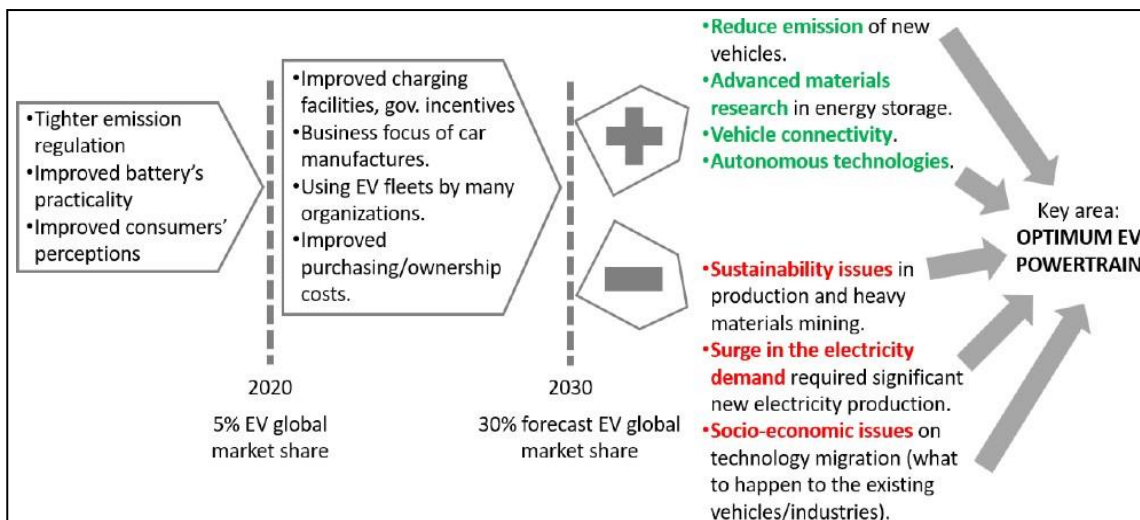 •Tighter emission
regulation
•Improved battery's
practicality
•Improved consumers'
perceptions
•Improved charging
facilities, gov. incentives
•Business focus of car
manufactures.
•Using EV fleets by many
organizations.
•Improved
purchasing/ownership
costs.
2020
5% EV global
market share
2030
30% forecast EV global
market share
•Reduce emission of new
vehicles.
•Advanced materials
research in energy storage.
•Vehicle connectivity.
•Autonomous technologies.
•Sustainability issues in
production and heavy
materials mining.
•Surge in the electricity
demand required significant
new electricity production.
•Socio-economic issues on
technology migration (what
to happen to the existing
vehicles/industries).
Key area:
OPTIMUM EV
POWERTRAIN